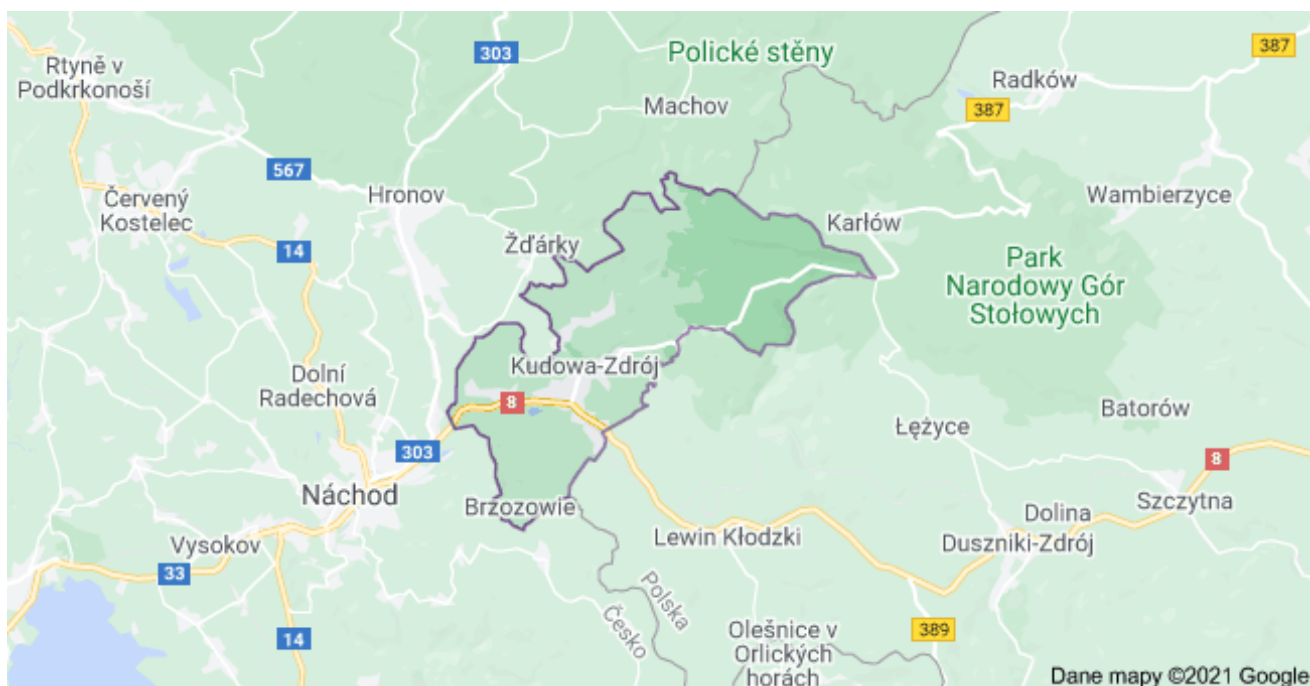 303
387
Rtyně v
Podkrkonoší
Polické stěny
Radków
387
Machov
567
Hronov
Červený
Kostelec
Wambierzyce
Karłów
14
Žďárky
Park
Narodowy Gór
Stołowych
Dolní
Radechová
Kudowa-Zdrój
8
Batorów
Łężyce
303
8
Náchod
Brzozowie
Szczytna
Dolina
Lewin Kłodzki
Duszniki-Zdrój
Vysokov
33
Polska
Česko
14
389
Olešnice v
Orlických
horách
Dane mapy ©2021 Google